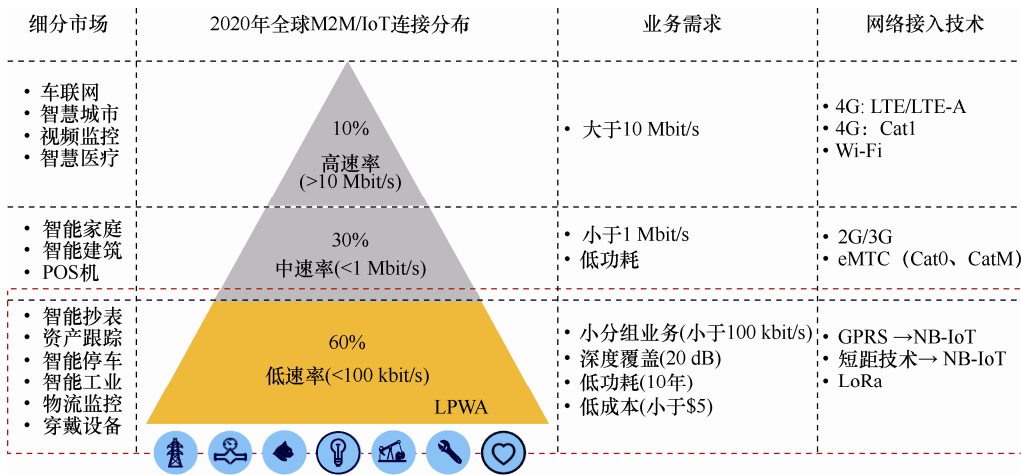 细分市场
2020年全球M2M/IoT连接分布
业务需求
网络接入技术
• 车联网
• 智慧城市
• 视频监控
• 智慧医疗
10%
高速率
(>10 Mbit/s)
• 大于10 Mbit/s
• 4G: LTE/LTE-A
• 4G：Cat1
• Wi-Fi
• 智能家庭
• 智能建筑
• POS机
30%
中速率(<1 Mbit/s)
• 小于1 Mbit/s
• 低功耗
• 2G/3G
• eMTC（Cat0、CatM）
• 智能抄表
• 资产跟踪
• 智能停车
• 智能工业
• 物流监控
• 穿戴设备
60%
低速率(<100 kbit/s)
LPWA
• 小分组业务(小于100 kbit/s)
• 深度覆盖(20 dB)
• 低功耗(10年)
• 低成本(小于$5)
• GPRS →NB-IoT
• 短距技术→ NB-IoT
• LoRa